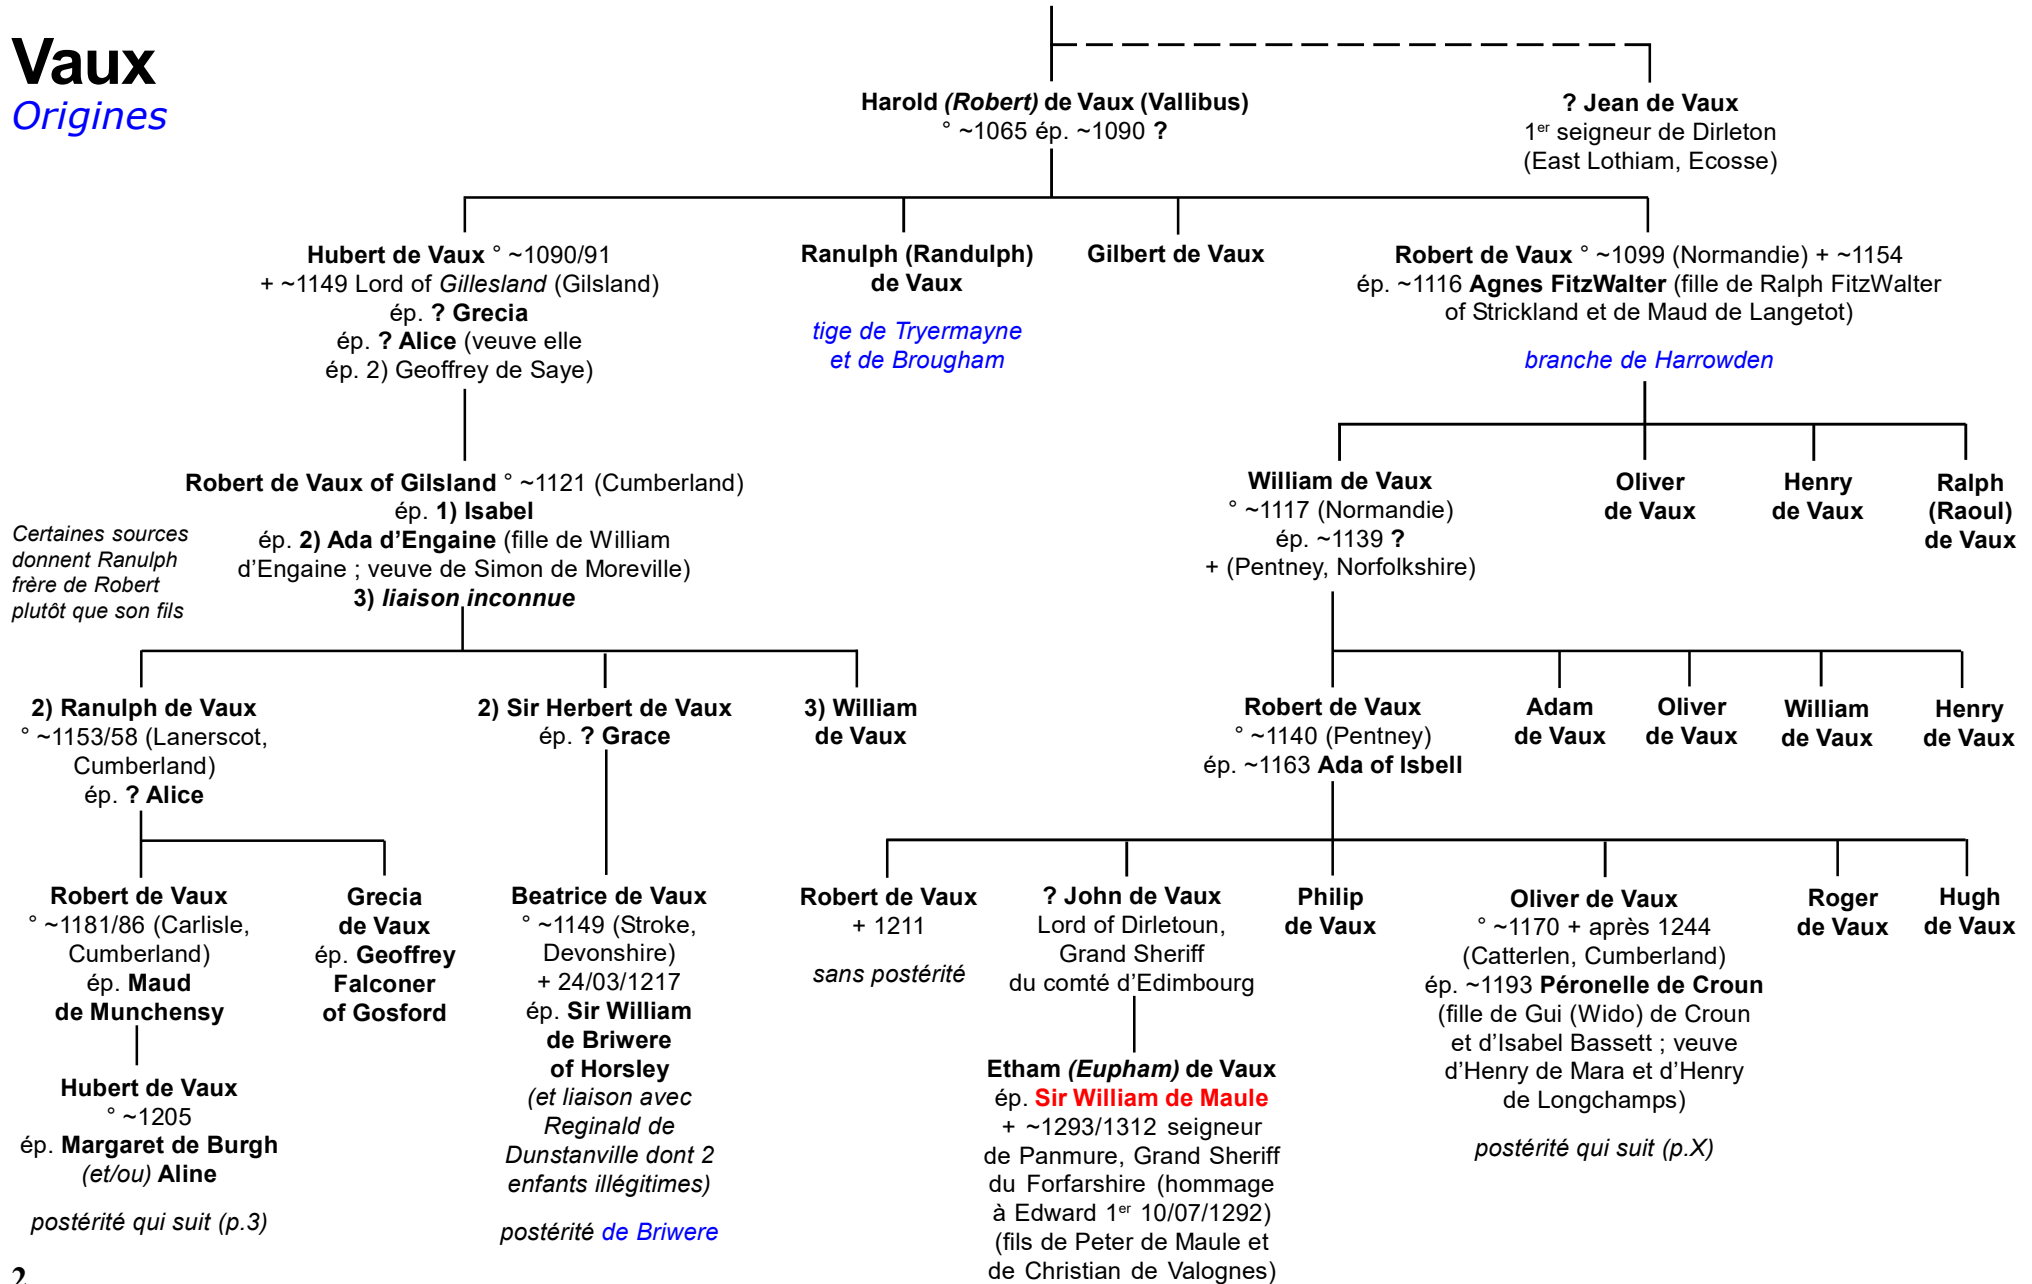 Vaux
Origines
Harold (Robert) de Vaux (Vallibus)
° ~1065 ép. ~1090 ?
? Jean de Vaux
1er seigneur de Dirleton
(East Lothiam, Ecosse)
Hubert de Vaux ° ~1090/91
+ ~1149 Lord of Gillesland (Gilsland)
ép. ? Grecia
ép. ? Alice (veuve elle
ép. 2) Geoffrey de Saye)
Ranulph (Randulph)
de Vaux
tige de Tryermayne
et de Brougham
Gilbert de Vaux
Robert de Vaux ° ~1099 (Normandie) + ~1154
ép. ~1116 Agnes FitzWalter (fille de Ralph FitzWalter
of Strickland et de Maud de Langetot)
branche de Harrowden
Robert de Vaux of Gilsland ° ~1121 (Cumberland)
ép. 1) Isabel
ép. 2) Ada d'Engaine (fille de William
d'Engaine ; veuve de Simon de Moreville)
3) liaison inconnue
Certaines sources
donnent Ranulph
frère de Robert
plutôt que son fils
William de Vaux
° ~1117 (Normandie)
ép. ~1139 ?
+ (Pentney, Norfolkshire)
Oliver
de Vaux
Henry
de Vaux
Ralph
(Raoul)
de Vaux
2) Ranulph de Vaux
° ~1153/58 (Lanerscot,
Cumberland)
ép. ? Alice
2) Sir Herbert de Vaux
ép. ? Grace
3) William
de Vaux
Robert de Vaux
° ~1140 (Pentney)
ép. ~1163 Ada of Isbell
Adam
de Vaux
Oliver
de Vaux
William
de Vaux
Henry
de Vaux
Robert de Vaux
° ~1181/86 (Carlisle,
Cumberland)
ép. Maud
de Munchensy
Grecia
de Vaux
ép. Geoffrey
Falconer
of Gosford
Beatrice de Vaux
° ~1149 (Stroke,
Devonshire)
+ 24/03/1217
ép. Sir William
de Briwere
of Horsley
(et liaison avec
Reginald de
Dunstanville dont 2
enfants illégitimes)
postérité de Briwere
Robert de Vaux
+ 1211
sans postérité
? John de Vaux
Lord of Dirletoun,
Grand Sheriff
du comté d'Edimbourg
Philip
de Vaux
Oliver de Vaux
° ~1170 + après 1244
(Catterlen, Cumberland)
ép. ~1193 Péronelle de Croun
(fille de Gui (Wido) de Croun
et d'Isabel Bassett ; veuve
d'Henry de Mara et d'Henry
de Longchamps)
postérité qui suit (p.X)
Roger
de Vaux
Hugh
de Vaux
Hubert de Vaux
° ~1205
ép. Margaret de Burgh
(et/ou) Aline
postérité qui suit (p.3)
Etham (Eupham) de Vaux
ép. Sir William de Maule
+ ~1293/1312 seigneur
de Panmure, Grand Sheriff
du Forfarshire (hommage
à Edward 1er 10/07/1292)
(fils de Peter de Maule et
de Christian de Valognes)
2